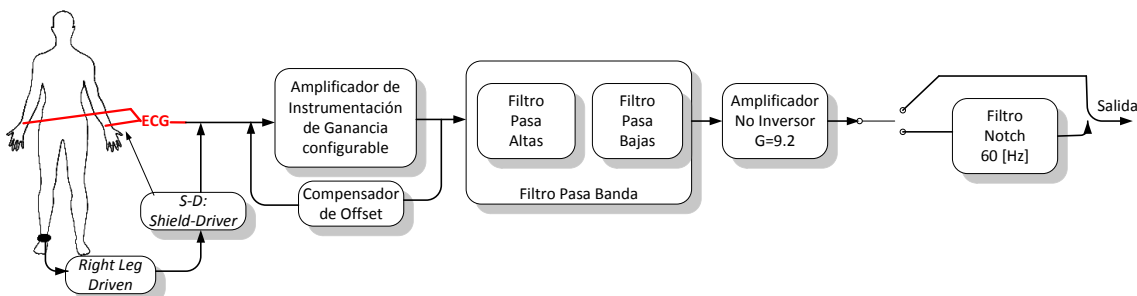 ECG
S-D:
Shield-Driver
Right Leg
Driven
Amplificador de
Instrumentación
de Ganancia
configurable
Compensador
de Offset
Filtro
Pasa
Altas
Filtro
Pasa
Bajas
Filtro Pasa Banda
Amplificador
No Inversor
G=9.2
Filtro
Notch
60 [Hz]
Salida